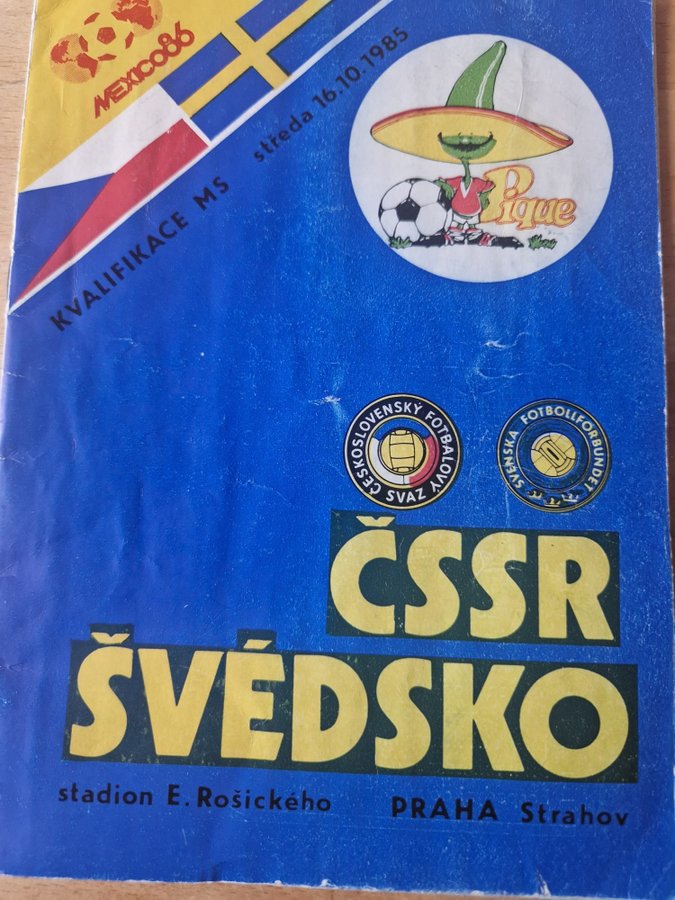 MEXICO86
KVALIFIKACE MS středa 16.10.1985
Pique
ČESKOSLOVENSKÝ FOTBALOVÝ SVAZ
SVENSKA FOTBOLLFÖRBUNDET
ČSSR
ŠVÉDSKO
stadion E. Rošického PRAHA Strahov